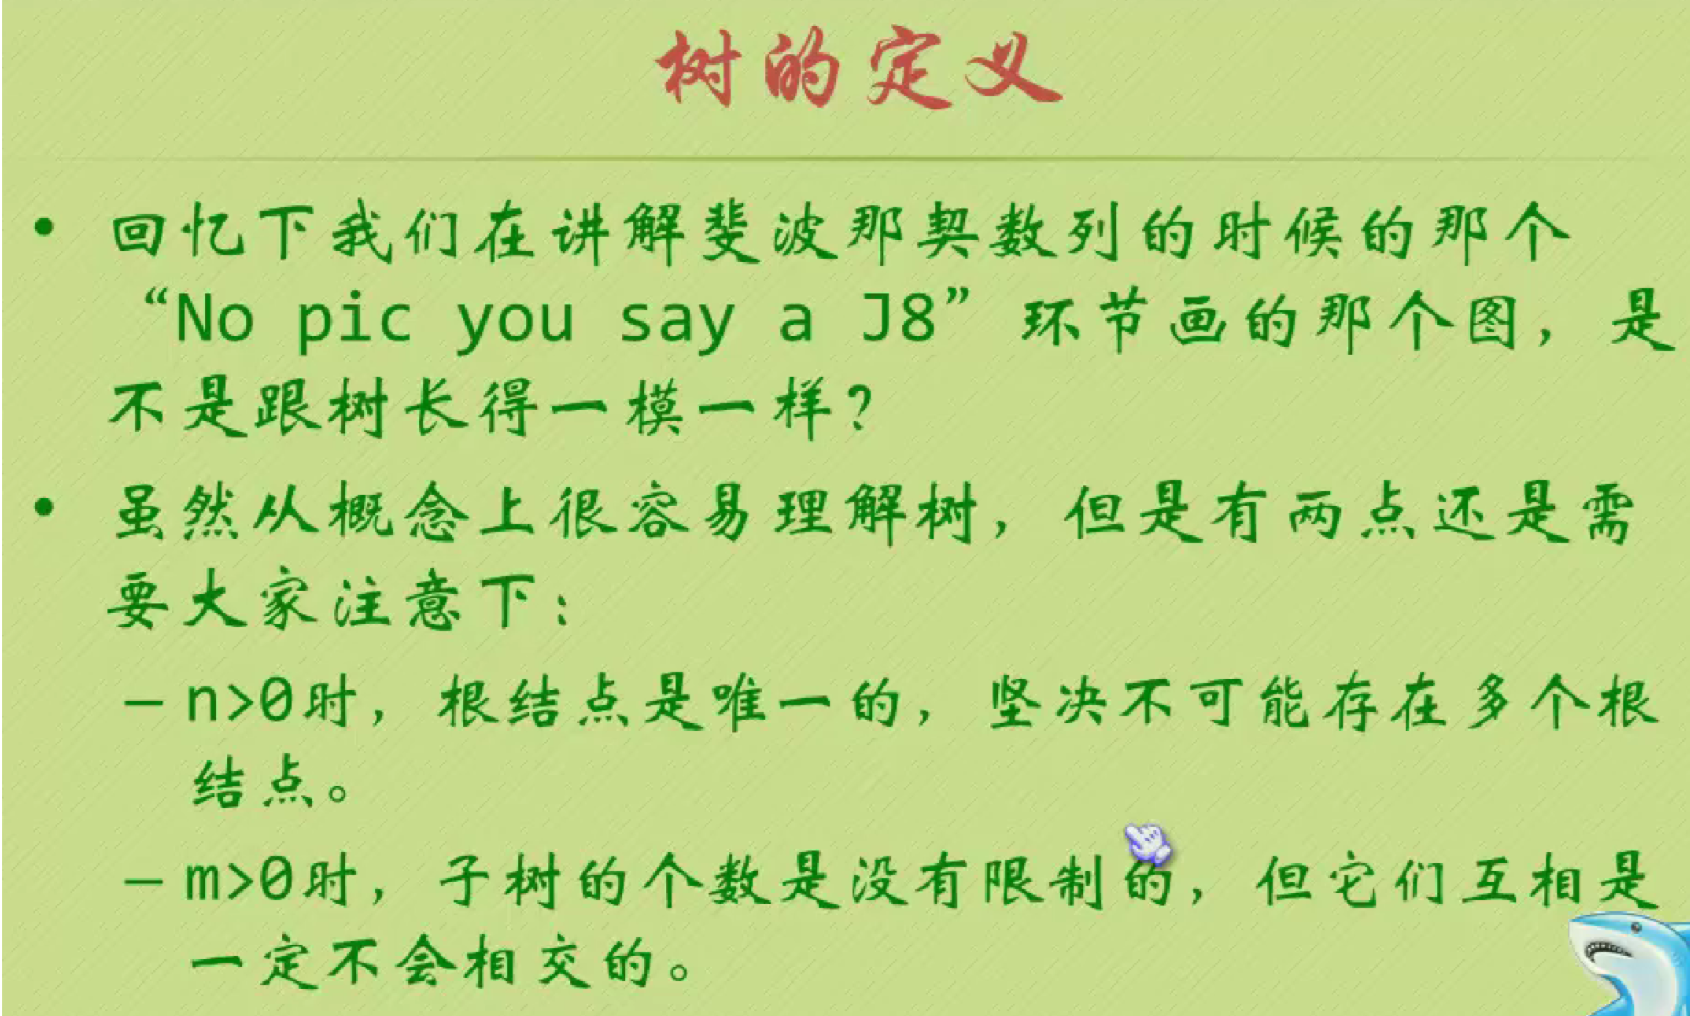 树的定义
• 回忆下我们在讲解斐波那契数列的时候的那个
“No pic you say a J8”环节画的那个图，是
不是跟树长得一模一样？
• 虽然从概念上很容易理解树，但是有两点还是需
要大家注意下：
– n>0时，根结点是唯一的，坚决不可能存在多个根
结点。
– m>0时，子树的个数是没有限制的，但它们互相是
一定不会相交的。